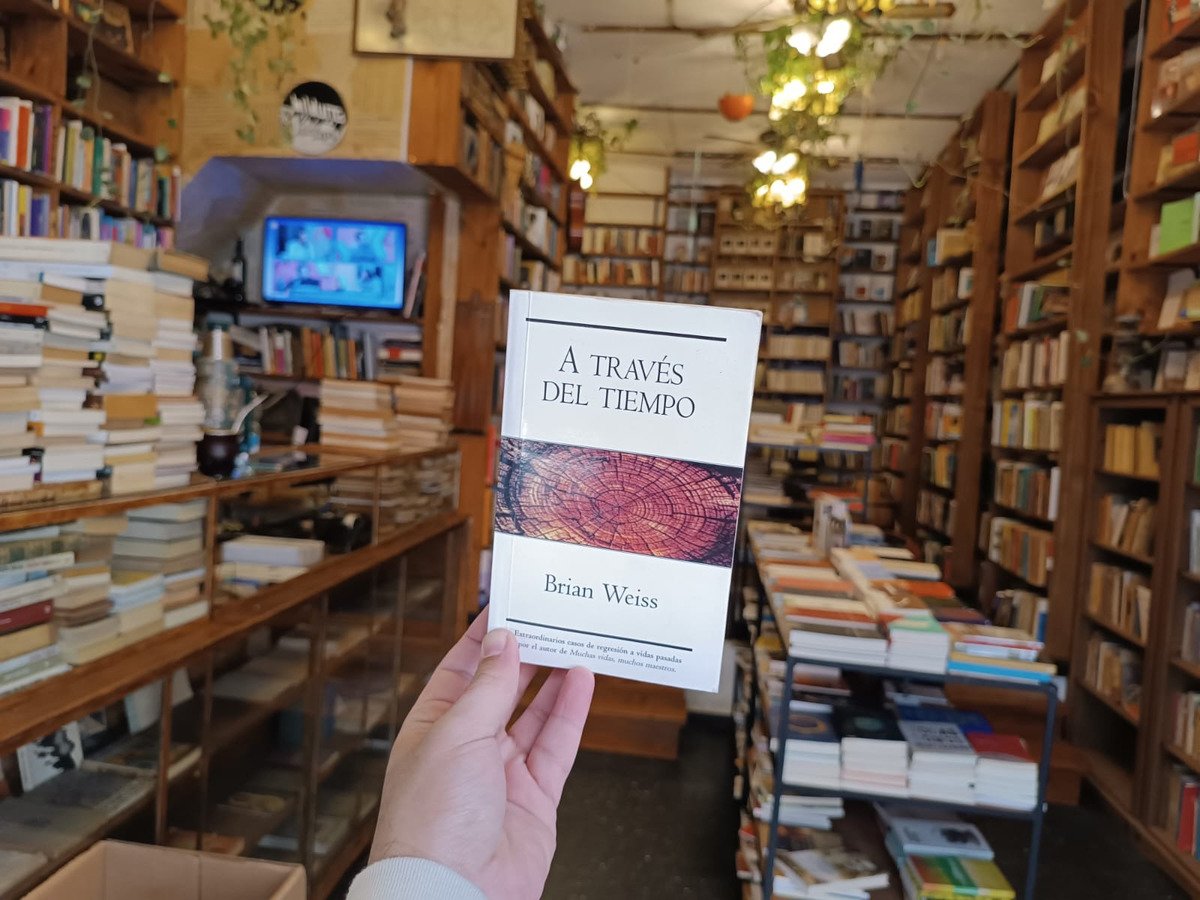 A TRAVÉS
DEL TIEMPO
Brian Weiss
Extraordinarios casos de regresión a vidas pasadas
por el autor de Muchas vidas, muchos maestros.